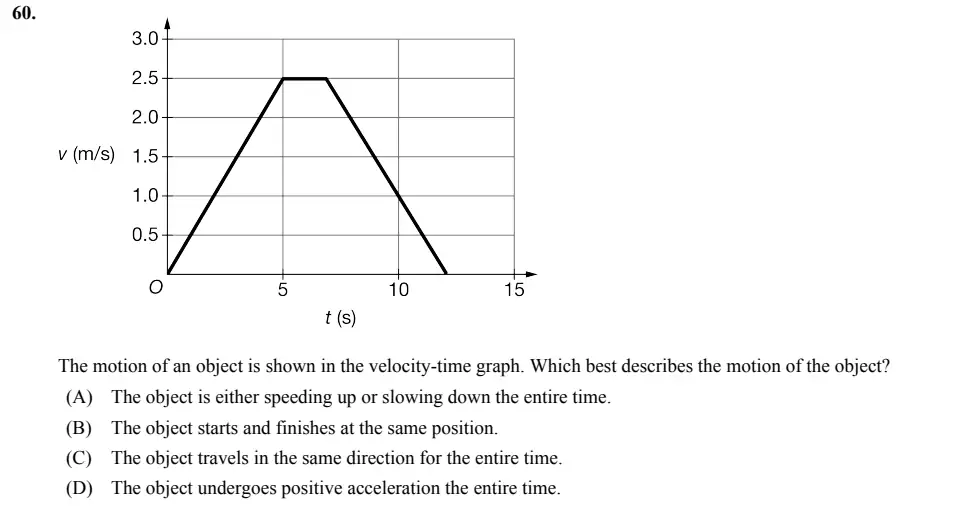 60.
3.0
2.5
2.0
v (m/s) 1.5
1.0
0.5
O 5 10 15
t (s)
The motion of an object is shown in the velocity-time graph. Which best describes the motion of the object?
(A) The object is either speeding up or slowing down the entire time.
(B) The object starts and finishes at the same position.
(C) The object travels in the same direction for the entire time.
(D) The object undergoes positive acceleration the entire time.